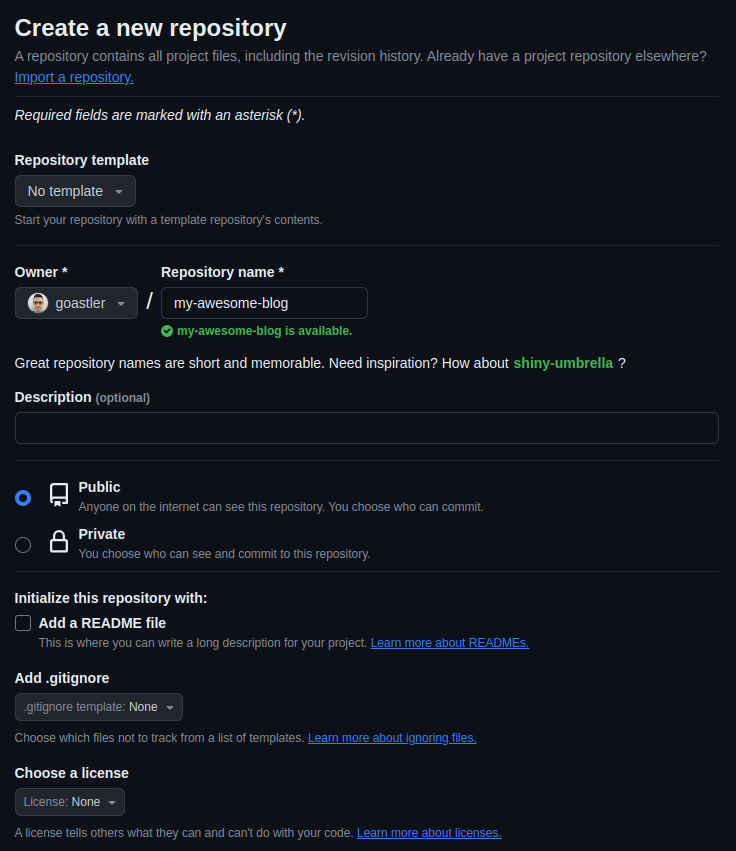 Create a new repository
A repository contains all project files, including the revision history. Already have a project repository elsewhere?
Import a repository.
Required fields are marked with an asterisk (*).
Repository template
No template
Start your repository with a template repository's contents.
Owner * Repository name *
goastler / my-awesome-blog
my-awesome-blog is available.
Great repository names are short and memorable. Need inspiration? How about shiny-umbrella ?
Description (optional)
Public
Anyone on the internet can see this repository. You choose who can commit.
Private
You choose who can see and commit to this repository.
Initialize this repository with:
Add a README file
This is where you can write a long description for your project. Learn more about READMEs.
Add .gitignore
.gitignore template: None
Choose which files not to track from a list of templates. Learn more about ignoring files.
Choose a license
License: None
A license tells others what they can and can't do with your code. Learn more about licenses.